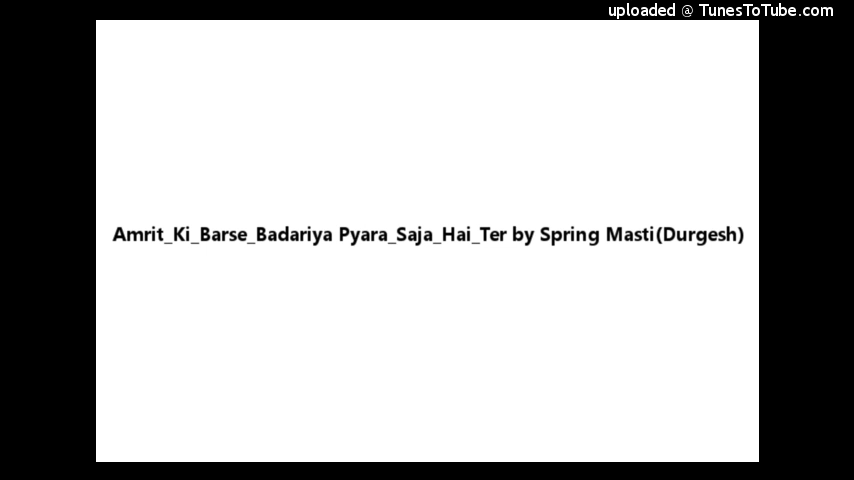 uploaded @ TunesToTube.com
Amrit_Ki_Barse_Badariya Pyara_Saja_Hai_Ter by Spring Masti(Durgesh)